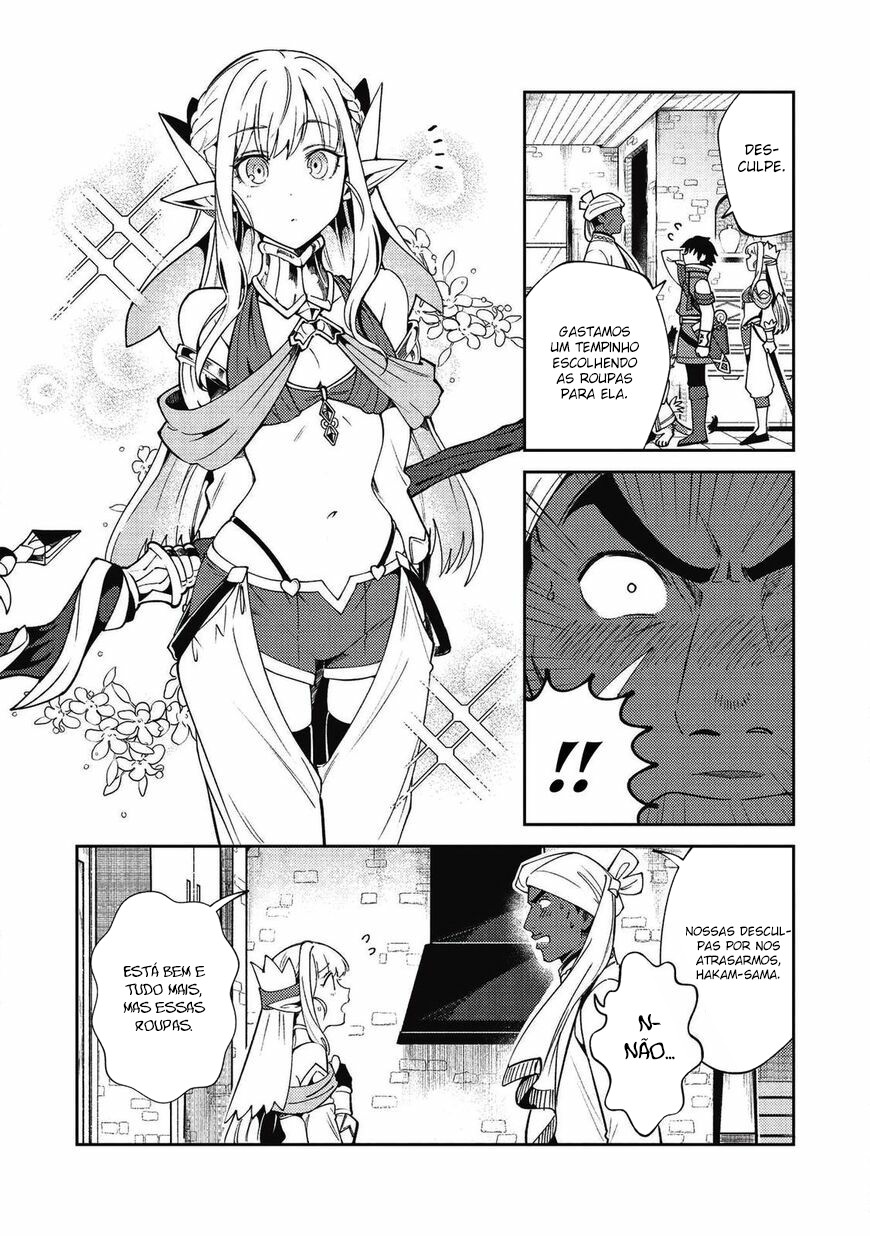 DES-
CULPE.
GASTAMOS
UM TEMPINHO
ESCOLHENDO
AS ROUPAS
PARA ELA.
!!
NOSSAS DESCUL-
PAS POR NOS
ATRASARMOS,
HAKAM-SAMA.
N-
NÃO...
ESTÁ BEM E
TUDO MAIS,
MAS ESSAS
ROUPAS.